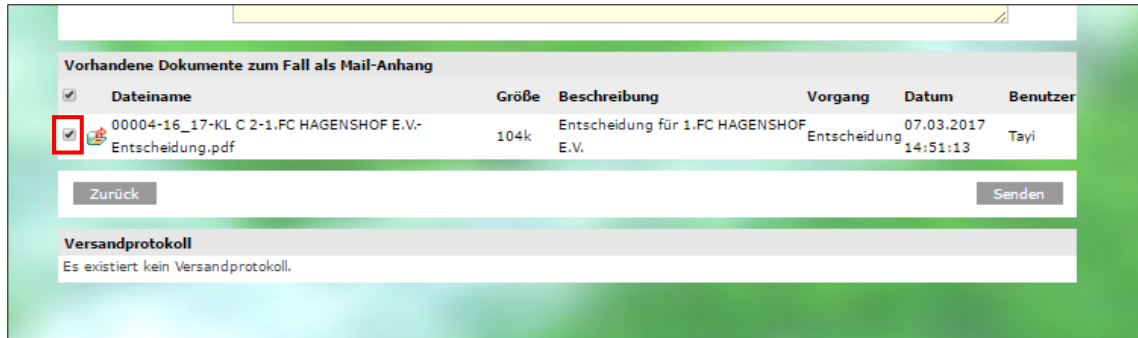 Vorhandene Dokumente zum Fall als Mail-Anhang
Dateiname Größe Beschreibung Vorgang Datum Benutzer
00004-16_17-KL C 2-1.FC HAGENSHOF E.V.- Entscheidung für 1.FC HAGENSHOF 07.03.2017
104k Entscheidung Tayi
Entscheidung.pdf E.V. 14:51:13
Zurück Senden
Versandprotokoll
Es existiert kein Versandprotokoll.